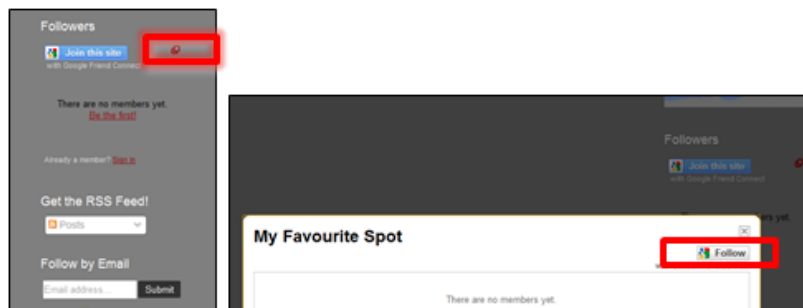 Followers
Join this site
with Google Friend Connect
There are no members yet.
Be the first!
Already a member? Sign in
Get the RSS Feed!
Posts
Follow by Email
Email address...
Submit
Followers
Join this site
with Google Friend Connect
ers yet.
My Favourite Spot
Follow
There are no members yet.